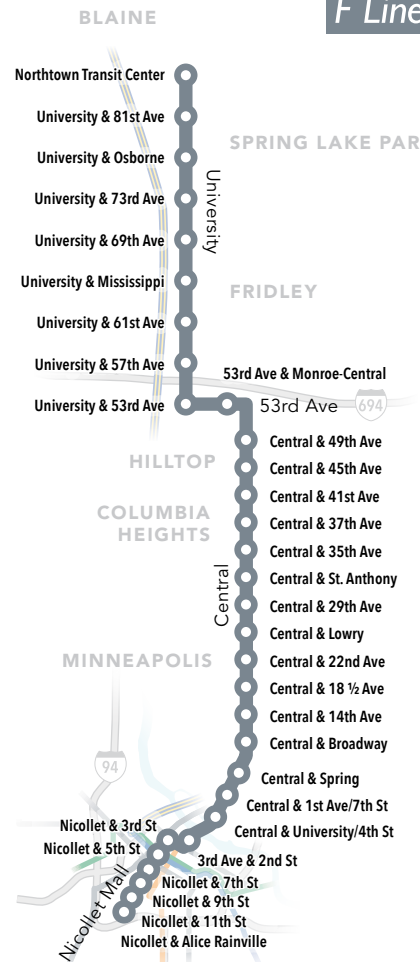 F Line
BLAINE
Northtown Transit Center
University & 81st Ave
University & Osborne
SPRING LAKE PAR
University & 73rd Ave
University
University & 69th Ave
University & Mississippi
FRIDLEY
University & 61st Ave
University & 57th Ave
53rd Ave & Monroe-Central
University & 53rd Ave
53rd Ave
694
Central & 49th Ave
HILLTOP
Central & 45th Ave
Central & 41st Ave
COLUMBIA
HEIGHTS
Central & 37th Ave
Central & 35th Ave
Central & St. Anthony
Central
Central & 29th Ave
Central & Lowry
MINNEAPOLIS
Central & 22nd Ave
Central & 18 ½ Ave
Central & 14th Ave
Central & Broadway
94
Central & Spring
Central & 1st Ave/7th St
Nicollet & 3rd St
Central & University/4th St
Nicollet & 5th St
3rd Ave & 2nd St
Nicollet & 7th St
Nicollet & 9th St
Nicollet & 11th St
Nicollet Mall
Nicollet & Alice Rainville